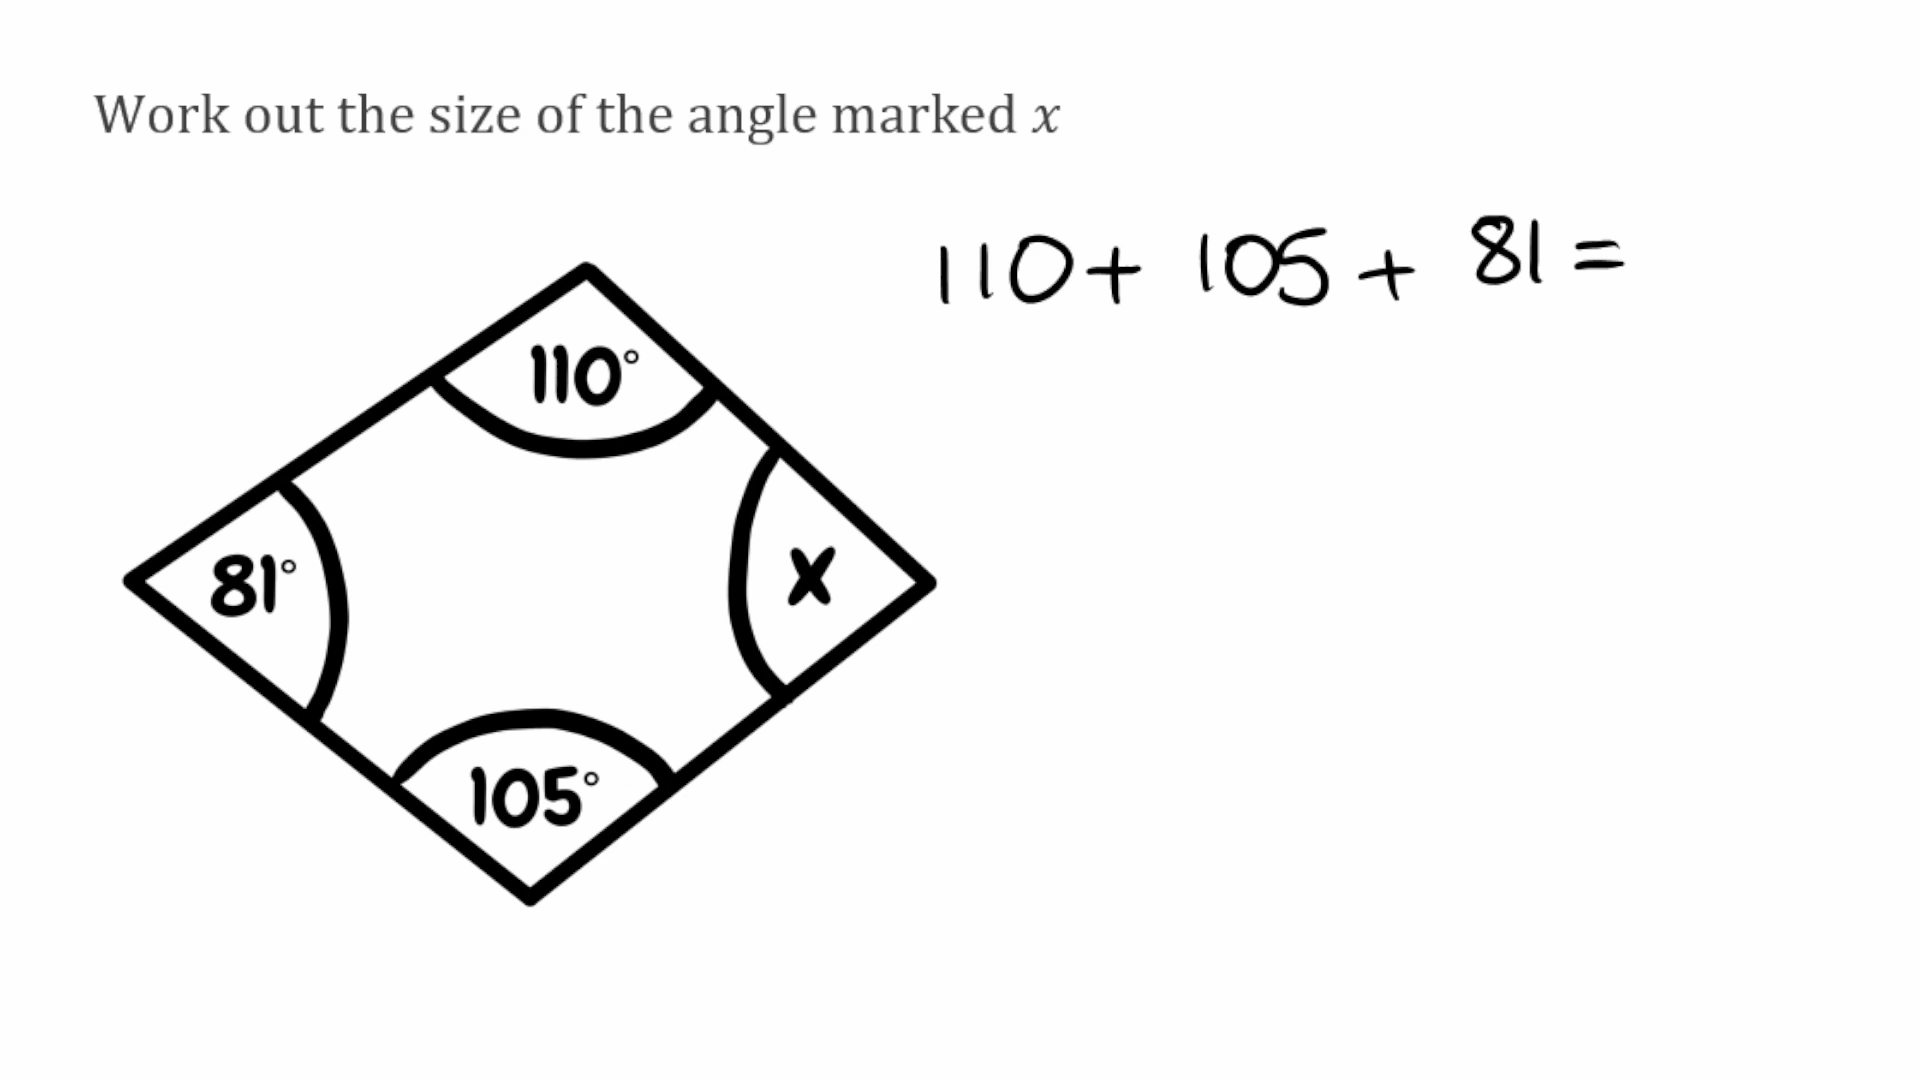 Work out the size of the angle marked x
110 + 105 + 81 =
110°
81°
x
105°